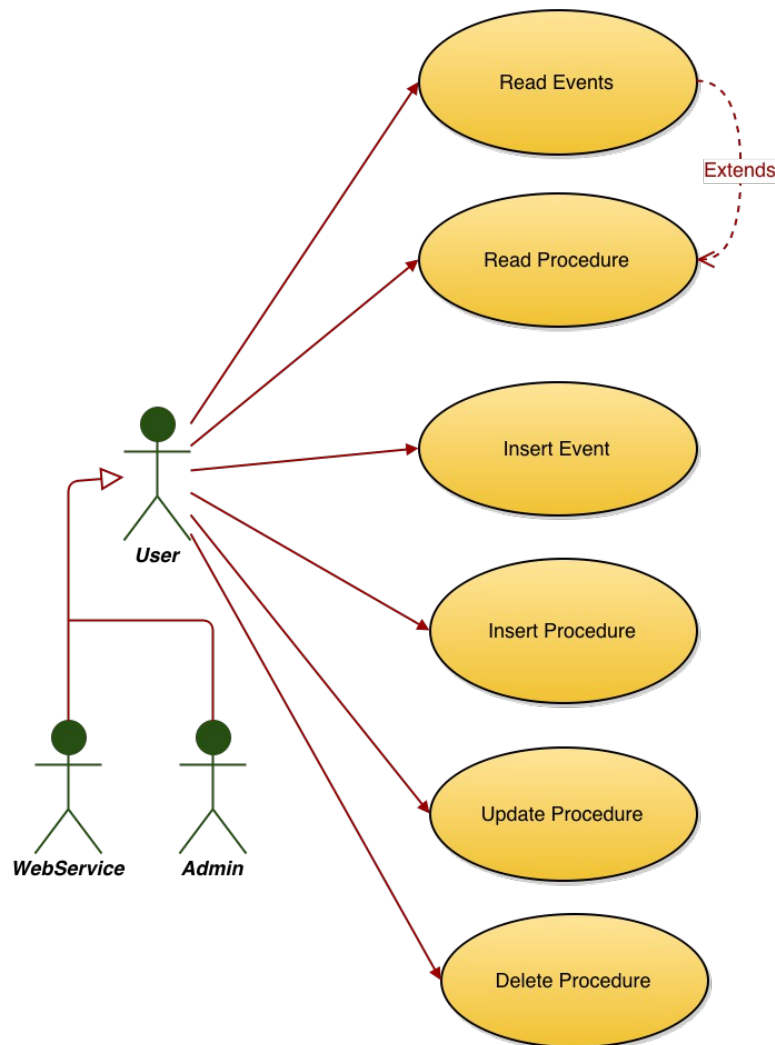 Read Events
Extends
Read Procedure
Insert Event
User
Insert Procedure
Update Procedure
WebService
Admin
Delete Procedure